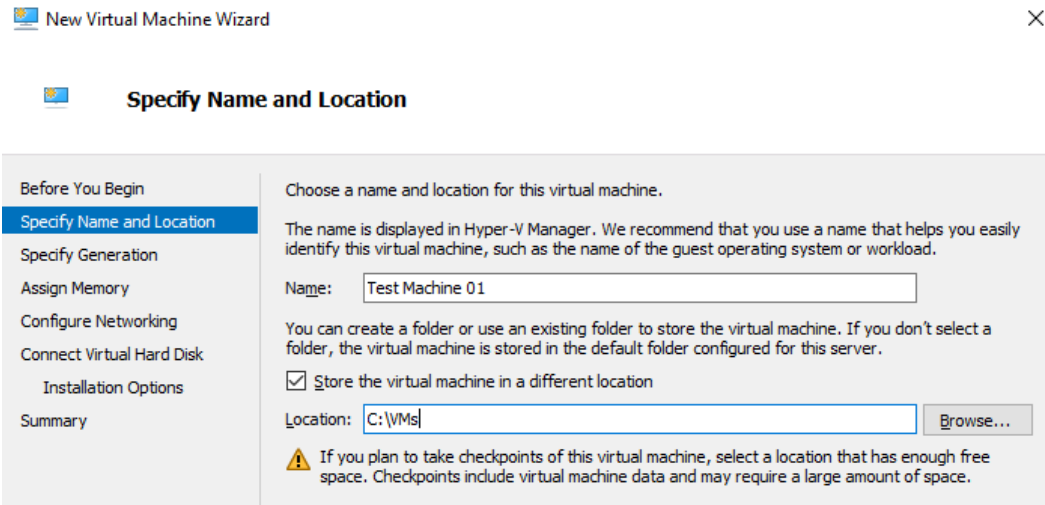 New Virtual Machine Wizard
Specify Name and Location
Before You Begin
Specify Name and Location
Specify Generation
Assign Memory
Configure Networking
Connect Virtual Hard Disk
Installation Options
Summary
Choose a name and location for this virtual machine.
The name is displayed in Hyper-V Manager. We recommend that you use a name that helps you easily
identify this virtual machine, such as the name of the guest operating system or workload.
Name: Test Machine 01
You can create a folder or use an existing folder to store the virtual machine. If you don't select a
folder, the virtual machine is stored in the default folder configured for this server.
Store the virtual machine in a different location
Location: C:\VMs Browse...
If you plan to take checkpoints of this virtual machine, select a location that has enough free
space. Checkpoints include virtual machine data and may require a large amount of space.